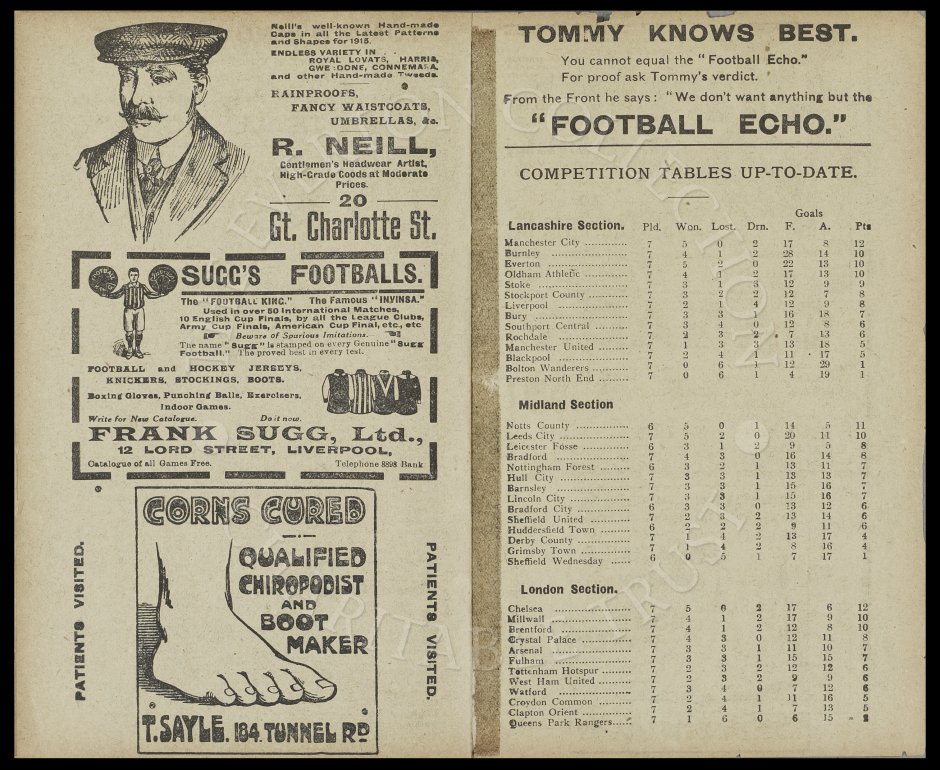 Neill's well-known Hand-made
Caps in all the Latest Patterns
and Shapes for 1915.
ENDLESS VARIETY IN
ROYAL LOVATS, HARRIS,
GWEEDONE, CONNEMARA,
and other Hand-made Tweeds.
RAINPROOFS,
FANCY WAISTCOATS,
UMBRELLAS, &c.
R. NEILL,
Gentlemen's Headwear Artist,
High-Grade Goods at Moderate
Prices.
20
Gt. Charlotte St.
SUGG'S FOOTBALLS.
The "FOOTBALL KING." The Famous "INVINSA."
Used in over 50 International Matches,
10 English Cup Finals, by all the League Clubs,
Army Cup Finals, American Cup Final, etc., etc
Beware of Spurious Imitations.
The name "Sugg" is stamped on every Genuine "Sugg
Football." The proved best in every test.
FOOTBALL and HOCKEY JERSEYS,
KNICKERS, STOCKINGS, BOOTS.
Boxing Gloves, Punching Balls, Exercisers,
Indoor Games.
Write for New Catalogue. Do it now.
FRANK SUGG, Ltd.,
12 LORD STREET, LIVERPOOL,
Catalogue of all Games Free. Telephone 8898 Bank
CORNS CURED
QUALIFIED
CHIROPODIST
AND
BOOT
MAKER
PATIENTS VISITED.
PATIENTS VISITED.
T. SAYLE. 184. TUNNEL RD
TOMMY KNOWS BEST.
You cannot equal the "Football Echo."
For proof ask Tommy's verdict.
From the Front he says: "We don't want anything but the
"FOOTBALL ECHO."
COMPETITION TABLES UP-TO-DATE.
Goals
Lancashire Section. Pld. Won. Lost. Drn. F. A. Pts
Manchester City ............ 7 5 0 2 17 8 12
Burnley ............ 7 4 1 2 28 14 10
Everton ............ 7 5 2 0 22 13 10
Oldham Athletic ............ 7 4 1 2 17 13 10
Stoke ............ 7 3 1 3 12 9 9
Stockport County ............ 7 3 2 2 12 7 8
Liverpool ............ 7 2 1 4 12 9 8
Bury ............ 7 3 3 1 16 18 7
Southport Central ............ 7 3 4 0 12 8 6
Rochdale ............ 7 2 3 2 7 13 6
Manchester United ............ 7 1 3 3 13 18 5
Blackpool ............ 7 2 4 1 11 17 5
Bolton Wanderers ............ 7 0 6 1 12 29 1
Preston North End ............ 7 0 6 1 4 19 1
Midland Section
Notts County ............ 6 5 0 1 14 5 11
Leeds City ............ 7 5 2 0 20 11 10
Leicester Fosse ............ 6 3 1 2 9 5 8
Bradford ............ 7 4 3 0 16 14 8
Nottingham Forest ............ 6 3 2 1 13 11 7
Hull City ............ 7 3 3 1 13 13 7
Barnsley ............ 7 3 3 1 15 16 7
Lincoln City ............ 7 3 3 1 15 16 7
Bradford City ............ 6 3 3 0 13 12 6
Sheffield United ............ 7 2 3 2 13 14 6
Huddersfield Town ............ 6 2 2 2 9 11 6
Derby County ............ 7 1 4 2 13 17 4
Grimsby Town ............ 7 1 4 2 8 16 4
Sheffield Wednesday ...... 6 0 5 1 7 17 1
London Section.
Chelsea ............ 7 5 0 2 17 6 12
Millwall ............ 7 4 1 2 17 9 10
Brentford ............ 7 4 1 2 12 8 10
Crystal Palace ............ 7 4 3 0 12 11 8
Arsenal ............ 7 3 3 1 11 10 7
Fulham ............ 7 3 3 1 15 15 7
Tottenham Hotspur ............ 7 2 3 2 12 12 6
West Ham United ............ 7 2 3 2 9 9 6
Watford ............ 7 3 4 0 7 12 6
Croydon Common ............ 7 2 4 1 11 16 5
Clapton Orient ............ 7 2 4 1 7 13 5
Queens Park Rangers...... 7 1 6 0 6 15 2
EVERTON COLLECTION
CHARITABLE TRUST